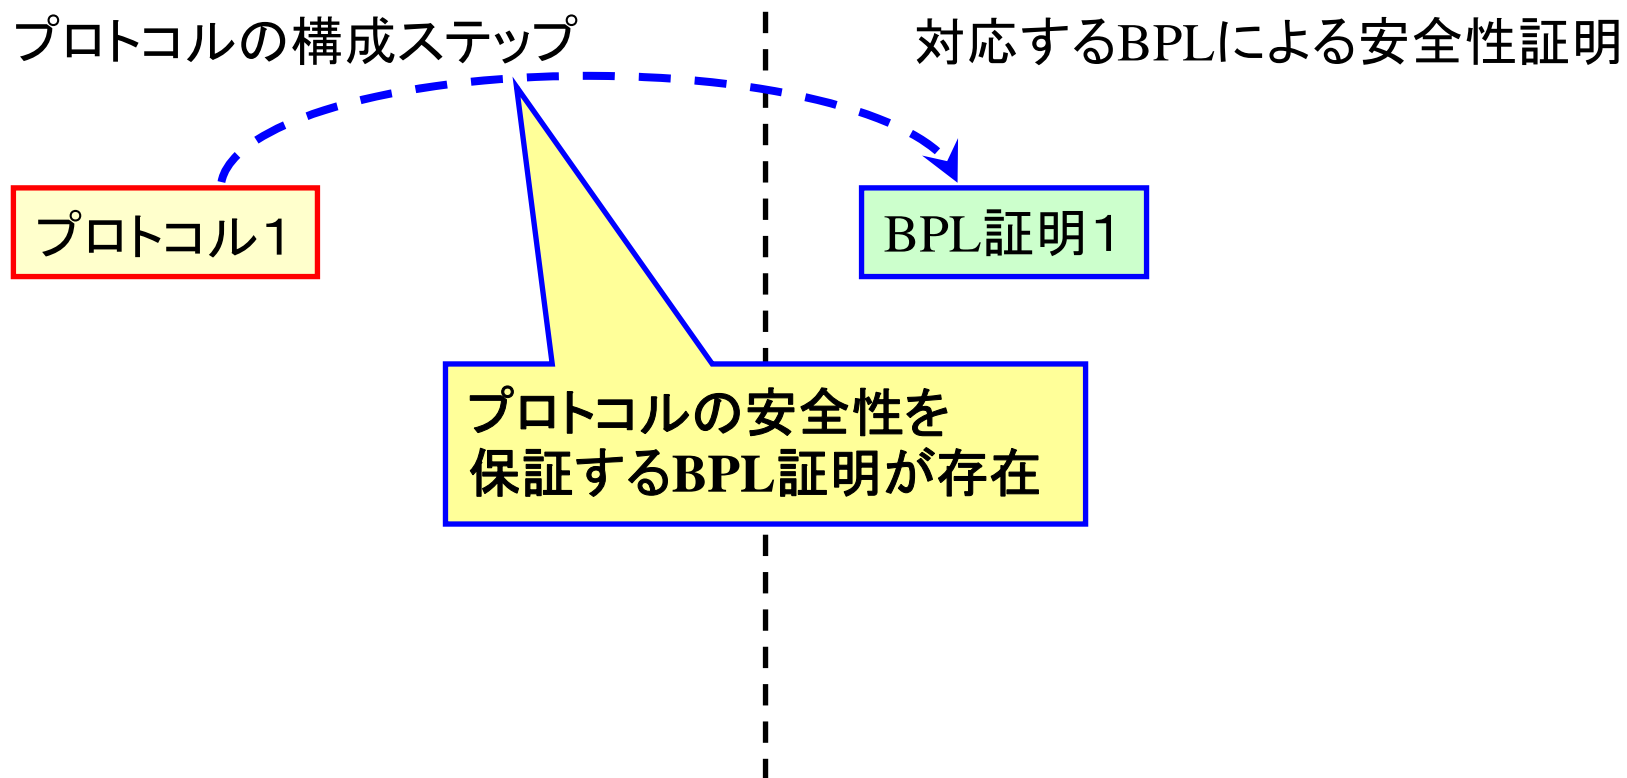 プロトコルの構成ステップ
対応するBPLによる安全性証明
プロトコル１
BPL証明１
プロトコルの安全性を
保証するBPL証明が存在